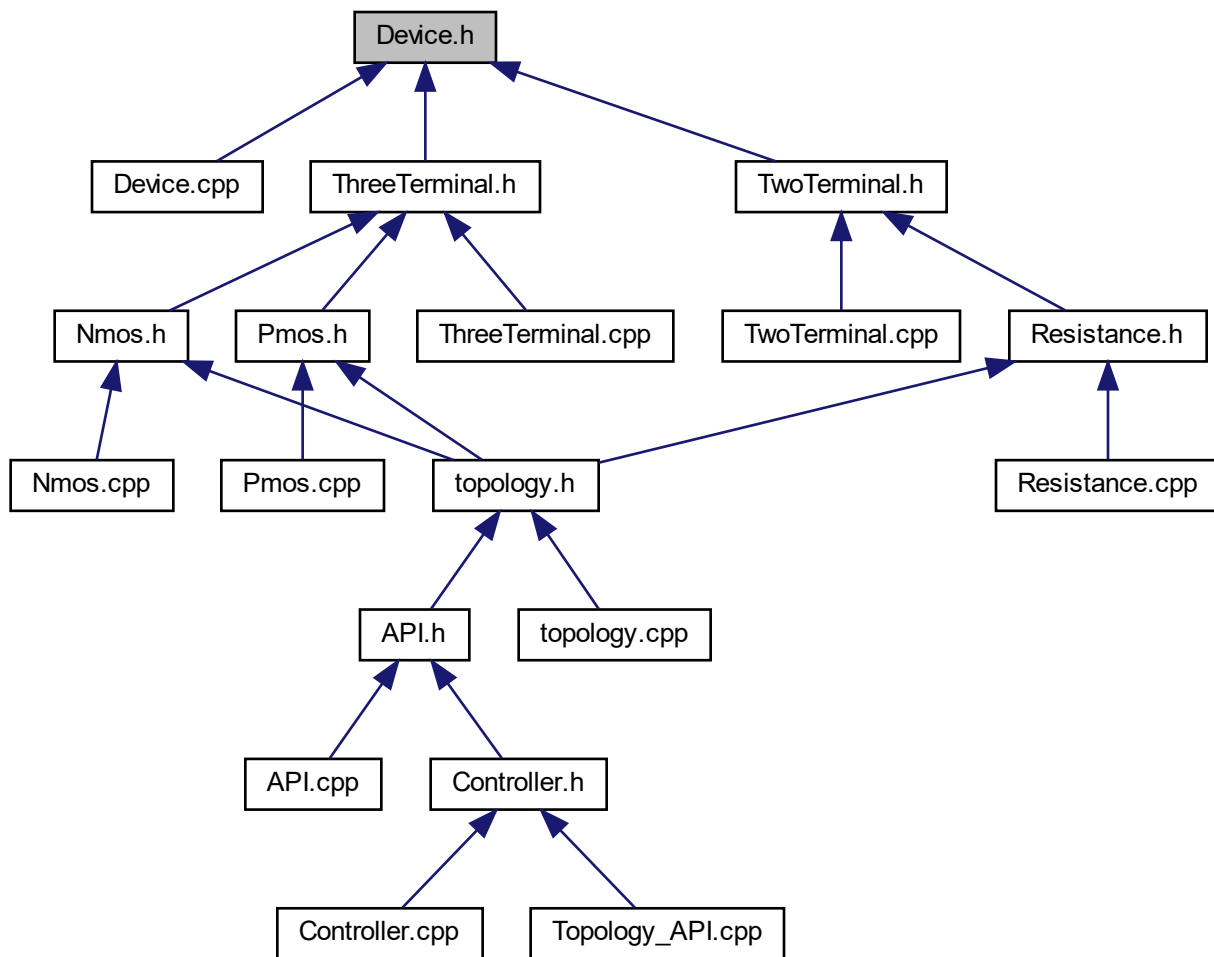 Device.h
Device.cpp
ThreeTerminal.h
TwoTerminal.h
Nmos.h
Pmos.h
ThreeTerminal.cpp
TwoTerminal.cpp
Resistance.h
Nmos.cpp
Pmos.cpp
topology.h
Resistance.cpp
API.h
topology.cpp
API.cpp
Controller.h
Controller.cpp
Topology_API.cpp